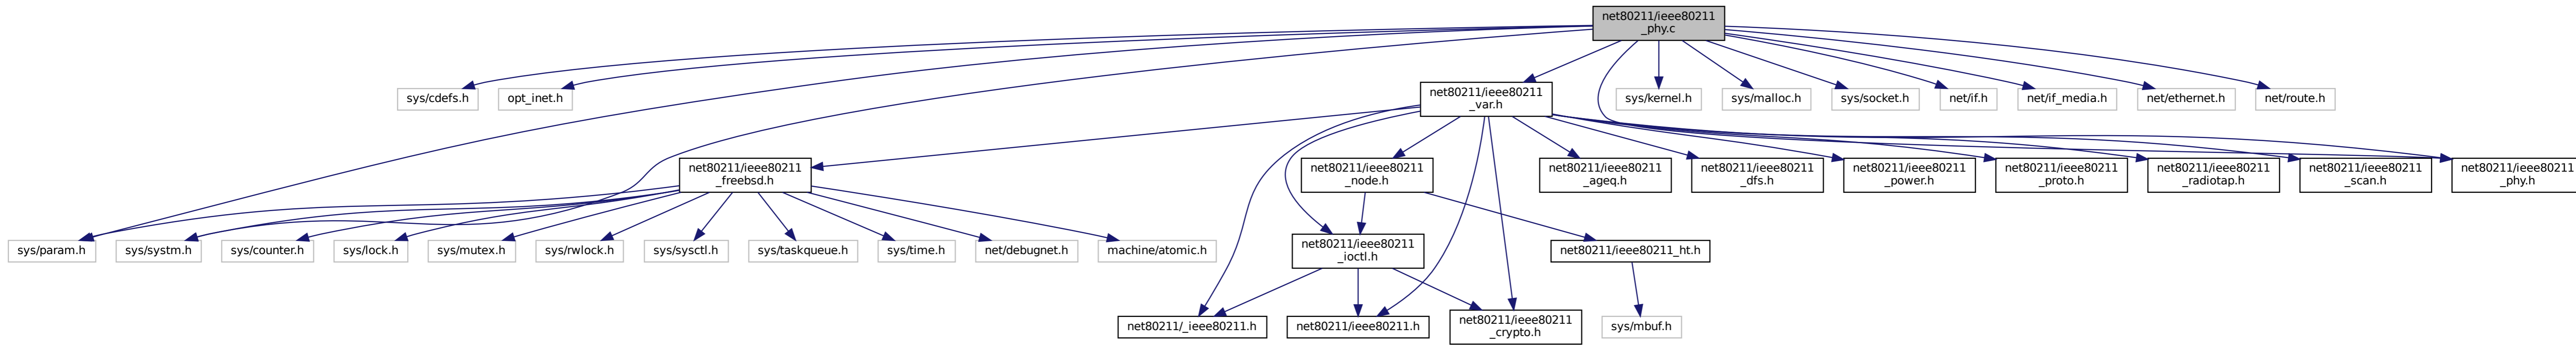 net80211/ieee80211
_phy.c
sys/cdefs.h
opt_inet.h
net80211/ieee80211
_var.h
sys/kernel.h
sys/malloc.h
sys/socket.h
net/if.h
net/if_media.h
net/ethernet.h
net/route.h
net80211/ieee80211
_freebsd.h
net80211/ieee80211
_node.h
net80211/ieee80211
_ageq.h
net80211/ieee80211
_dfs.h
net80211/ieee80211
_power.h
net80211/ieee80211
_proto.h
net80211/ieee80211
_radiotap.h
net80211/ieee80211
_scan.h
net80211/ieee80211
_phy.h
sys/param.h
sys/systm.h
sys/counter.h
sys/lock.h
sys/mutex.h
sys/rwlock.h
sys/sysctl.h
sys/taskqueue.h
sys/time.h
net/debugnet.h
machine/atomic.h
net80211/ieee80211
_ioctl.h
net80211/ieee80211_ht.h
net80211/_ieee80211.h
net80211/ieee80211.h
net80211/ieee80211
_crypto.h
sys/mbuf.h